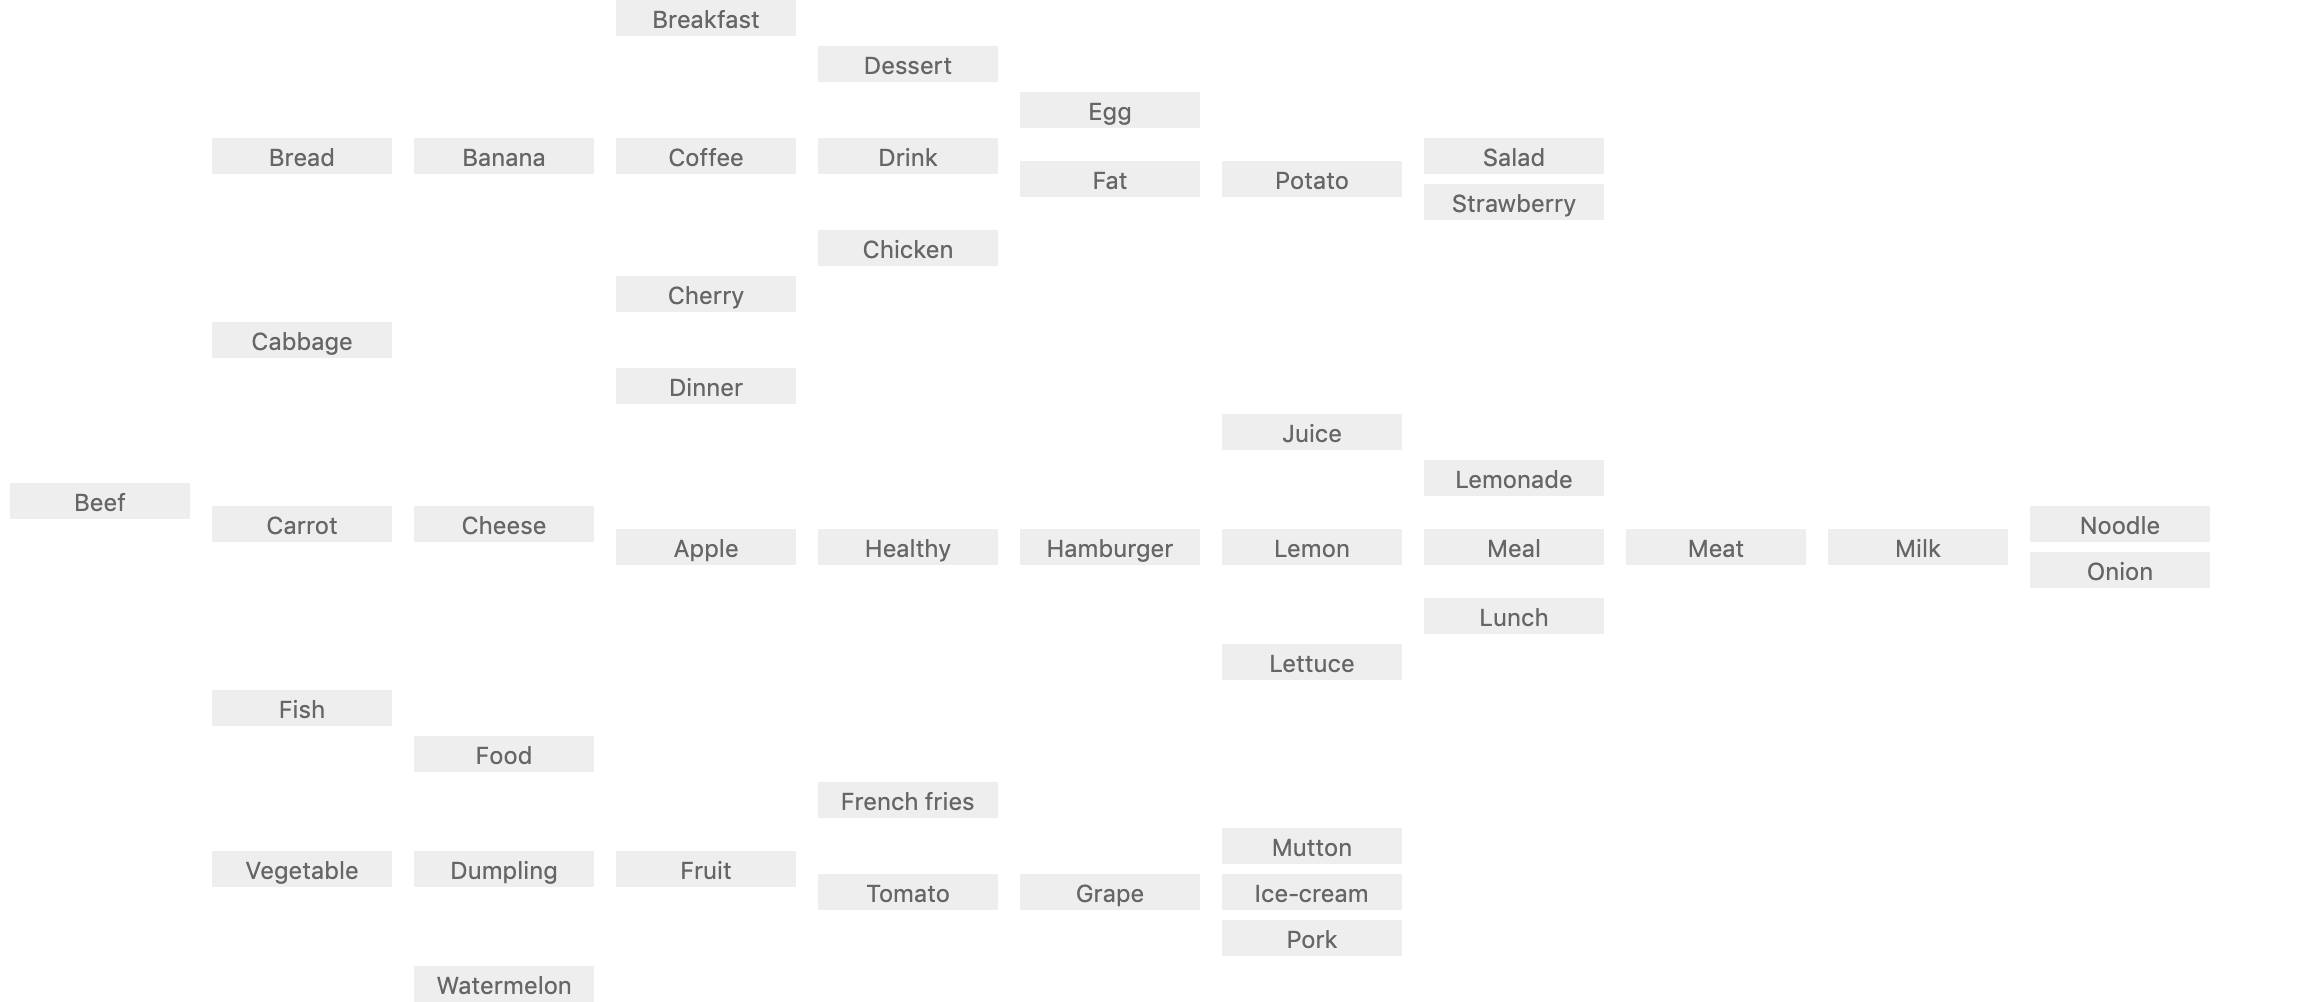 Breakfast
Dessert
Egg
Bread Banana Coffee Drink Salad
Fat Potato
Strawberry
Chicken
Cherry
Cabbage
Dinner
Juice
Lemonade
Beef
Carrot Cheese Noodle
Apple Healthy Hamburger Lemon Meal Meat Milk
Onion
Lunch
Lettuce
Fish
Food
French fries
Mutton
Vegetable Dumpling Fruit
Tomato Grape Ice-cream
Pork
Watermelon